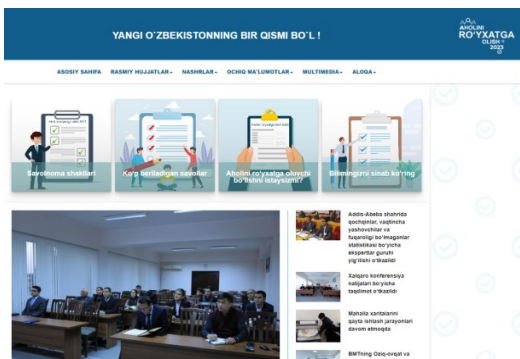 YANGI O'ZBEKISTONNING BIR QISMI BO'L !
AHOLINI
RO'YXATGA
OLISH
2023
ASOSIY SAHIFA RASMIY HUJJATLAR NASHRLAR OCHIQ MA'LUMOTLAR MULTIMEDIA ALOQA
Savolnoma shakllari
Ko'p beriladigan savollar
Aholini ro'yxatga oluvchi
bo'lishni istaysizmi?
Bilimingizni sinab ko'ring
Addis-Abeba shahrida
qochqinlar, vaqtincha
yashovchilar va
fuqaroligi bo'lmaganlar
statistikasi bo'yicha
ekspertlar guruhi
yig'ilishi o'tkazildi
Xalqaro konferensiya
natijalari bo'yicha
taqdimot o'tkazildi
Mahalla xaritalarini
qayta ishlash jarayonlari
davom etmoqda
BMTning Oziq-ovqat va